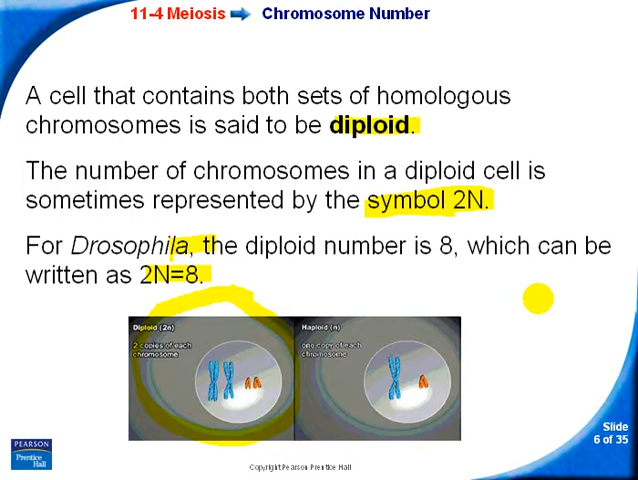 11-4 Meiosis Chromosome Number
A cell that contains both sets of homologous
chromosomes is said to be diploid.
The number of chromosomes in a diploid cell is
sometimes represented by the symbol 2N.
For Drosophila, the diploid number is 8, which can be
written as 2N=8.
Diploid (2n)
2 copies of each
chromosome
Haploid (n)
one copy of each
chromosome
Slide
6 of 35
PEARSON
Prentice
Hall
Copyright Pearson Prentice Hall